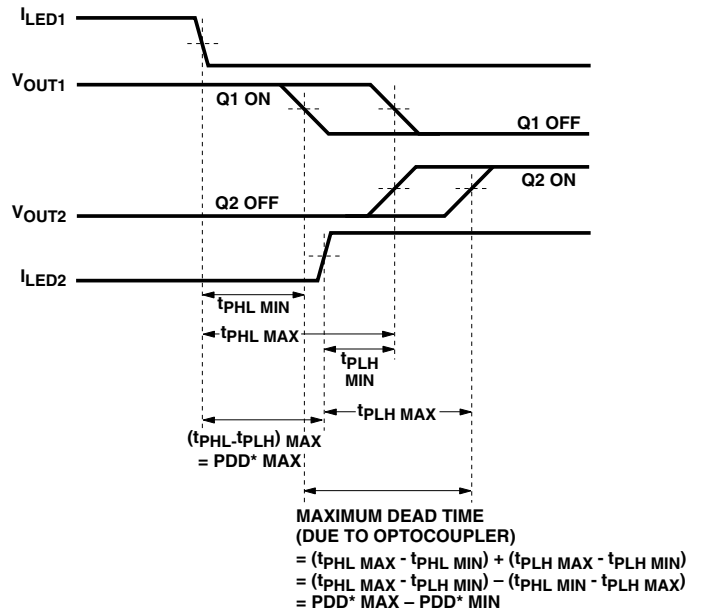 ILED1
VOUT1
Q1 ON
Q1 OFF
Q2 ON
Q2 OFF
VOUT2
ILED2
tPHL MIN
tPHL MAX
tPLH
MIN
tPLH MAX
(tPHL-tPLH) MAX
= PDD* MAX
MAXIMUM DEAD TIME
(DUE TO OPTOCOUPLER)
= (tPHL MAX - tPHL MIN) + (tPLH MAX - tPLH MIN)
= (tPHL MAX - tPLH MIN) – (tPHL MIN - tPLH MAX)
= PDD* MAX – PDD* MIN